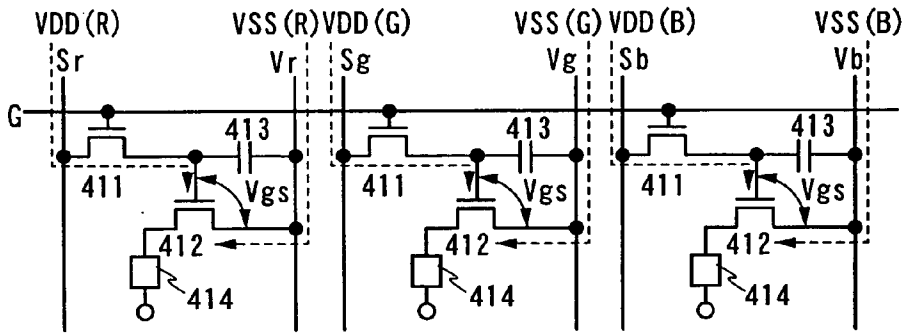 VDD(R) VSS(R) VDD(G) VSS(G) VDD(B) VSS(B)
Sr Vr Sg Vg Sb Vb
G
413 413 413
411 Vgs 411 Vgs 411 Vgs
412 412 412
414 414 414